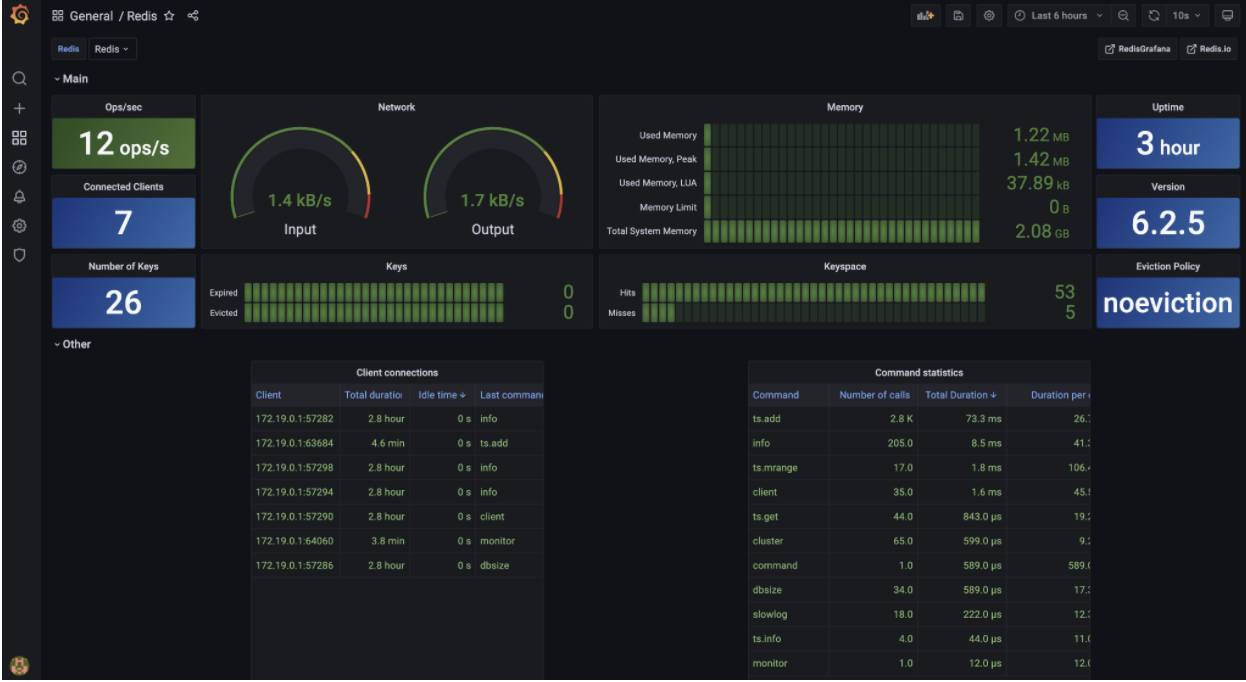 General / Redis
Last 6 hours
10s
Redis Redis
RedisGrafana Redis.io
Main
Ops/sec
12 ops/s
Connected Clients
7
Number of Keys
26
Network
1.4 kB/s
Input
1.7 kB/s
Output
Keys
Expired 0
Evicted 0
Memory
Used Memory 1.22 MB
Used Memory, Peak 1.42 MB
Used Memory, LUA 37.89 kB
Memory Limit 0 B
Total System Memory 2.08 GB
Keyspace
Hits 53
Misses 5
Uptime
3 hour
Version
6.2.5
Eviction Policy
noeviction
Other
Client connections
Client Total duration Idle time Last comman
172.19.0.1:57282 2.8 hour 0 s info
172.19.0.1:63684 4.6 min 0 s ts.add
172.19.0.1:57298 2.8 hour 0 s info
172.19.0.1:57294 2.8 hour 0 s info
172.19.0.1:57290 2.8 hour 0 s client
172.19.0.1:64060 3.8 min 0 s monitor
172.19.0.1:57286 2.8 hour 0 s dbsize
Command statistics
Command Number of calls Total Duration Duration per
ts.add 2.8 K 73.3 ms 26.
info 205.0 8.5 ms 41.
ts.mrange 17.0 1.8 ms 106.
client 35.0 1.6 ms 45.
ts.get 44.0 843.0 µs 19.
cluster 65.0 599.0 µs 9.
command 1.0 589.0 µs 589.
dbsize 34.0 589.0 µs 17.
slowlog 18.0 222.0 µs 12.
ts.info 4.0 44.0 µs 11.
monitor 1.0 12.0 µs 12.